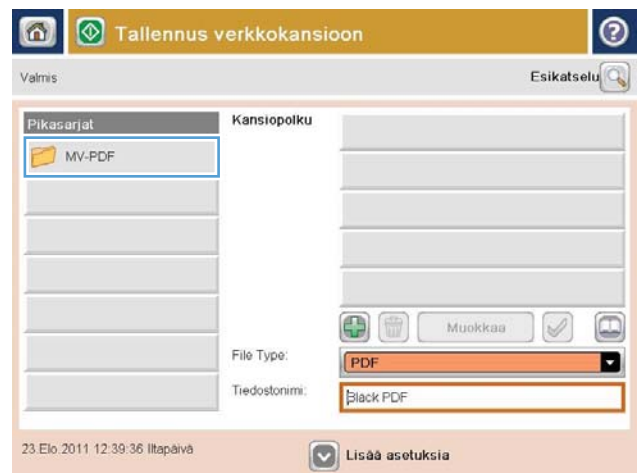 Tallennus verkkokansioon
Valmis
Esikatselu
Pikasarjat
MV-PDF
Kansiopolku
Muokkaa
File Type:
PDF
Tiedostonimi:
Black PDF
23.Elo.2011 12:39:36 Iltapäivä
Lisää asetuksia